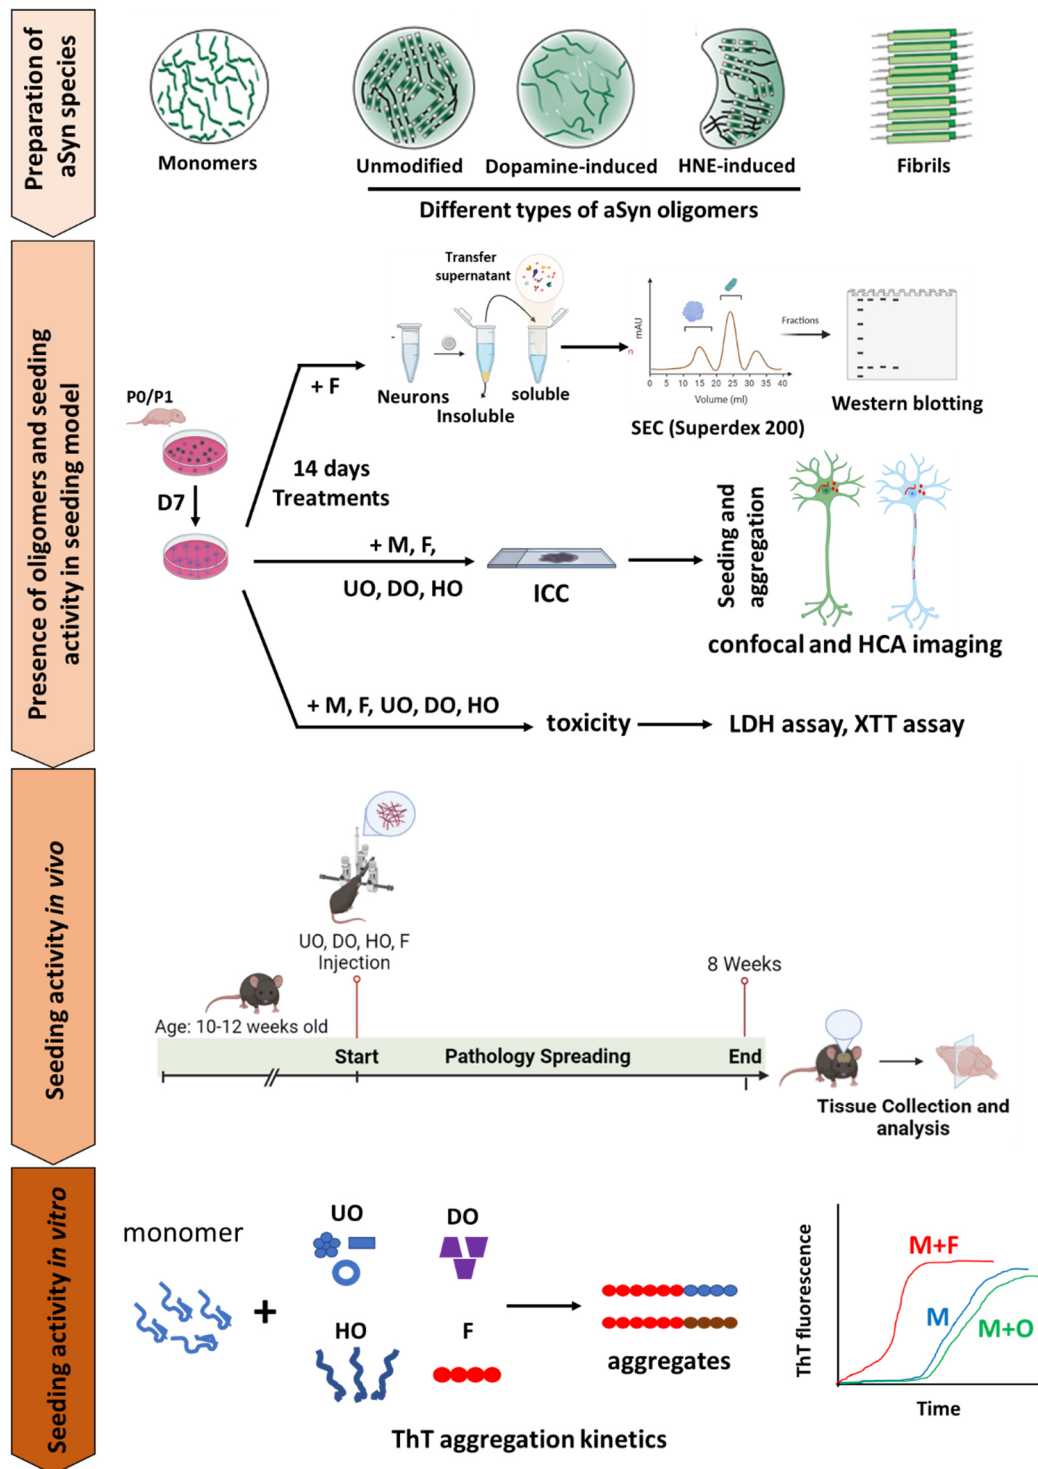 Preparation of
aSyn species
Monomers
Unmodified
Dopamine-induced
HNE-induced
Fibrils
Different types of aSyn oligomers
Presence of oligomers and seeding
activity in seeding model
P0/P1
D7
+ F
14 days
Treatments
Transfer
supernatant
Neurons
Insoluble
soluble
n
mAU
0 5 10 15 20 25 30 35 40
Volume (ml)
SEC (Superdex 200)
Fractions
Western blotting
+ M, F,
UO, DO, HO
ICC
Seeding and
aggregation
confocal and HCA imaging
+ M, F, UO, DO, HO
toxicity
LDH assay, XTT assay
Seeding activity in vivo
UO, DO, HO, F
Injection
8 Weeks
Age: 10-12 weeks old
Start
Pathology Spreading
End
Tissue Collection and
analysis
Seeding activity in vitro
monomer
+
UO
DO
HO
F
aggregates
ThT fluorescence
M+F
M
M+O
Time
ThT aggregation kinetics